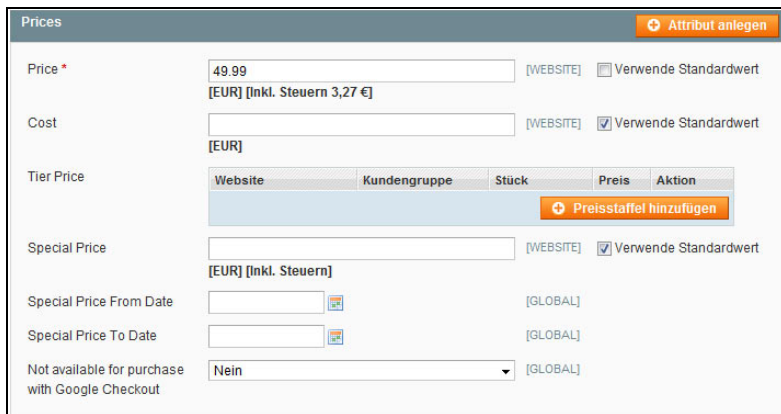 Prices
Attribut anlegen
Price *
49.99
[WEBSITE]
Verwende Standardwert
[EUR] [Inkl. Steuern 3,27 €]
Cost
[WEBSITE]
Verwende Standardwert
[EUR]
Tier Price
Website Kundengruppe Stück Preis Aktion
Preisstaffel hinzufügen
Special Price
[WEBSITE]
Verwende Standardwert
[EUR] [Inkl. Steuern]
Special Price From Date
[GLOBAL]
Special Price To Date
[GLOBAL]
Not available for purchase
with Google Checkout
Nein
[GLOBAL]